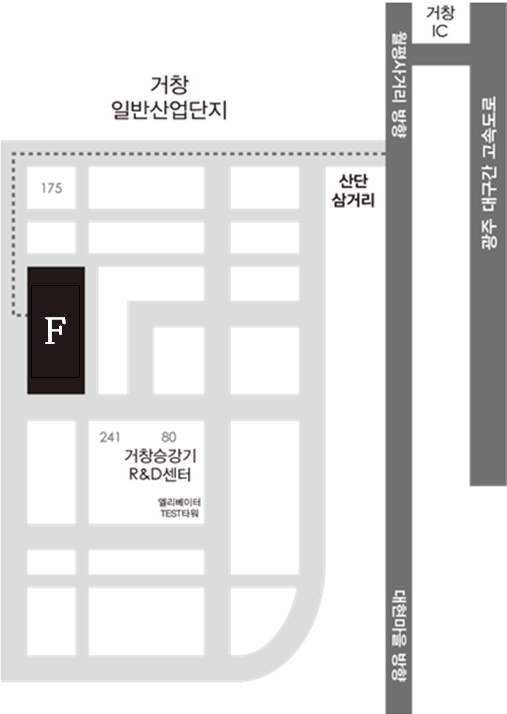 거창
IC
월평사거리 방향
광주 대구간 고속도로
거창
일반산업단지
175
산단
삼거리
F
241
80
거창승강기
R&D센터
엘리베이터
TEST타워
대현마을 방향